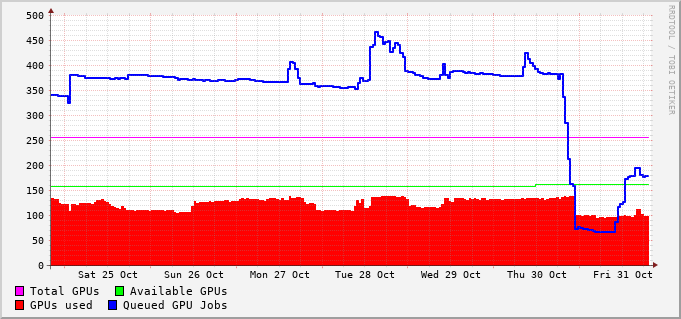 500
450
400
350
300
250
200
150
100
50
0
Sat 25 Oct Sun 26 Oct Mon 27 Oct Tue 28 Oct Wed 29 Oct Thu 30 Oct Fri 31 Oct
Total GPUs Available GPUs
GPUs used Queued GPU Jobs
RRDTOOL / TOBI OETIKER